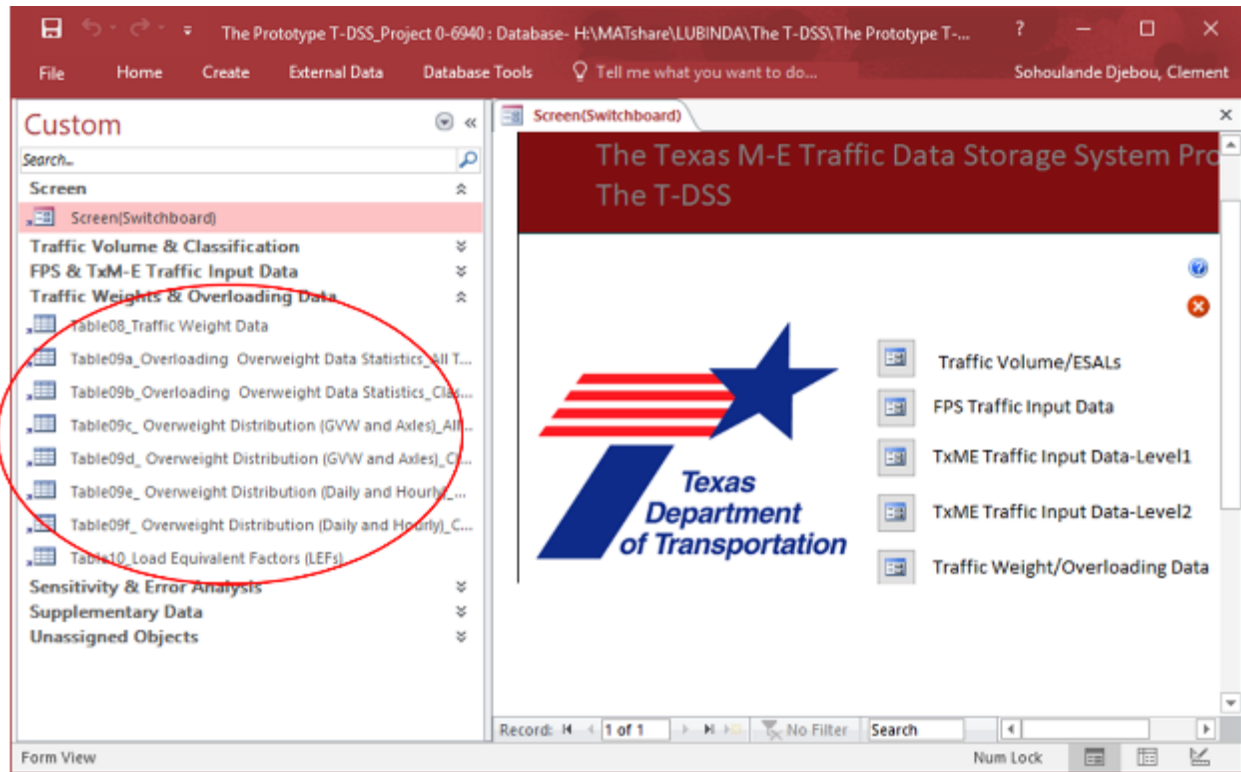 The Prototype T-DSS_Project 0-6940 : Database- H:\MATshare\LUBINDA\The T-DSS\The Prototype T-... ?
File Home Create External Data Database Tools Tell me what you want to do... Sohoulande Djebou, Clement
Custom
Search...
Screen
Screen(Switchboard)
Traffic Volume & Classification
FPS & TxM-E Traffic Input Data
Traffic Weights & Overloading Data
Table08_Traffic Weight Data
Table09a_Overloading Overweight Data Statistics_All T...
Table09b_Overloading Overweight Data Statistics_Clas...
Table09c_ Overweight Distribution (GVW and Axles)_All...
Table09d_ Overweight Distribution (GVW and Axles)_Cl...
Table09e_ Overweight Distribution (Daily and Hourly)_...
Table09f_ Overweight Distribution (Daily and Hourly)_C...
Table10_Load Equivalent Factors (LEFs)
Sensitivity & Error Analysis
Supplementary Data
Unassigned Objects
Screen(Switchboard)
The Texas M-E Traffic Data Storage System Pro
The T-DSS
Texas
Department
of Transportation
Traffic Volume/ESALs
FPS Traffic Input Data
TxME Traffic Input Data-Level1
TxME Traffic Input Data-Level2
Traffic Weight/Overloading Data
Record: 1 of 1 No Filter Search
Form View Num Lock